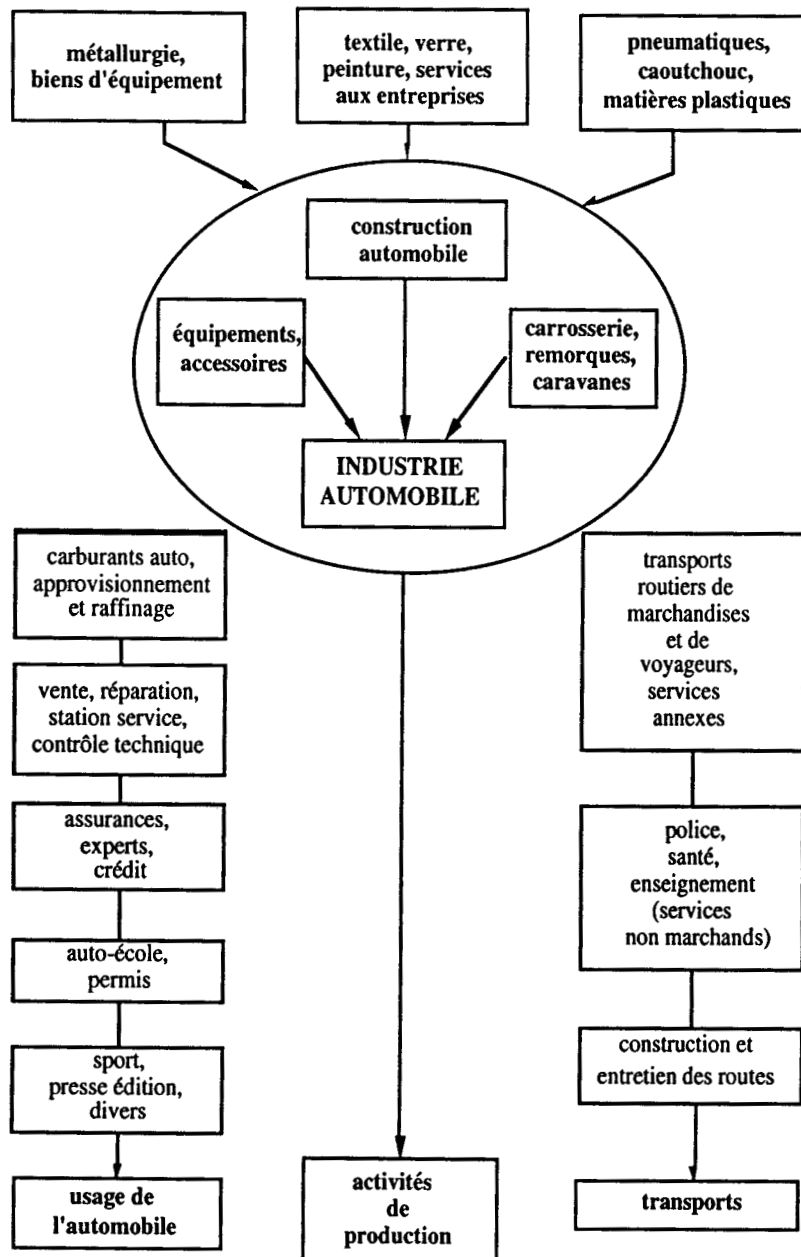 métallurgie,
biens d'équipement
textile, verre,
peinture, services
aux entreprises
pneumatiques,
caoutchouc,
matières plastiques
construction
automobile
équipements,
accessoires
carrosserie,
remorques,
caravanes
INDUSTRIE
AUTOMOBILE
carburants auto,
approvisionnement
et raffinage
vente, réparation,
station service,
contrôle technique
assurances,
experts,
crédit
auto-école,
permis
sport,
presse édition,
divers
usage de
l'automobile
activités
de
production
transports
routiers de
marchandises
et de
voyageurs,
services
annexes
police,
santé,
enseignement
(services
non marchands)
construction et
entretien des routes
transports